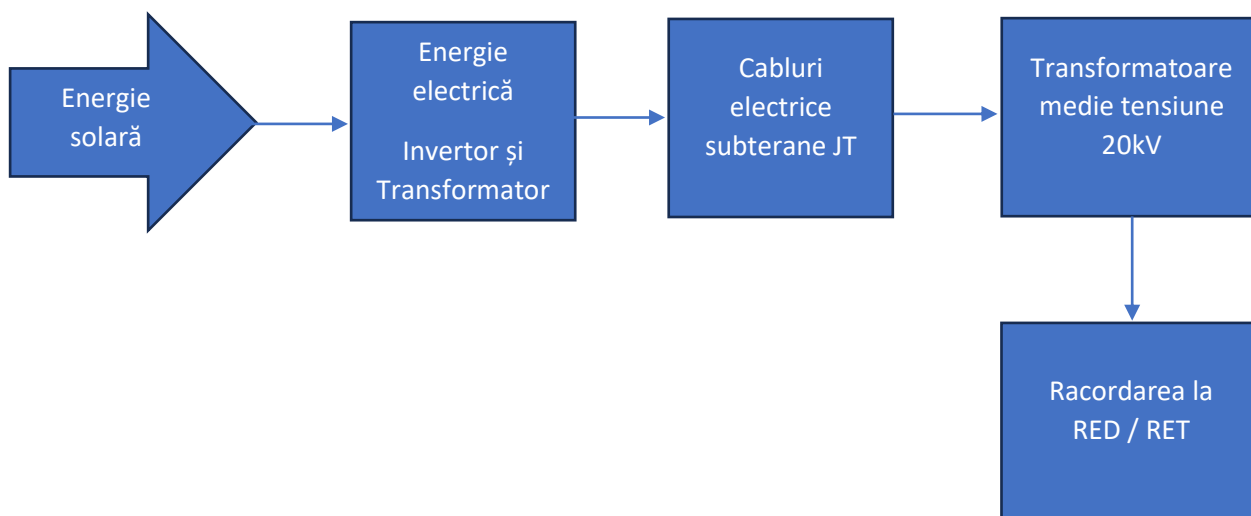 Energie
solară
Energie
electrică
Invertor și
Transformator
Cabluri
electrice
subterane JT
Transformatoare
medie tensiune
20kV
Racordarea la
RED / RET